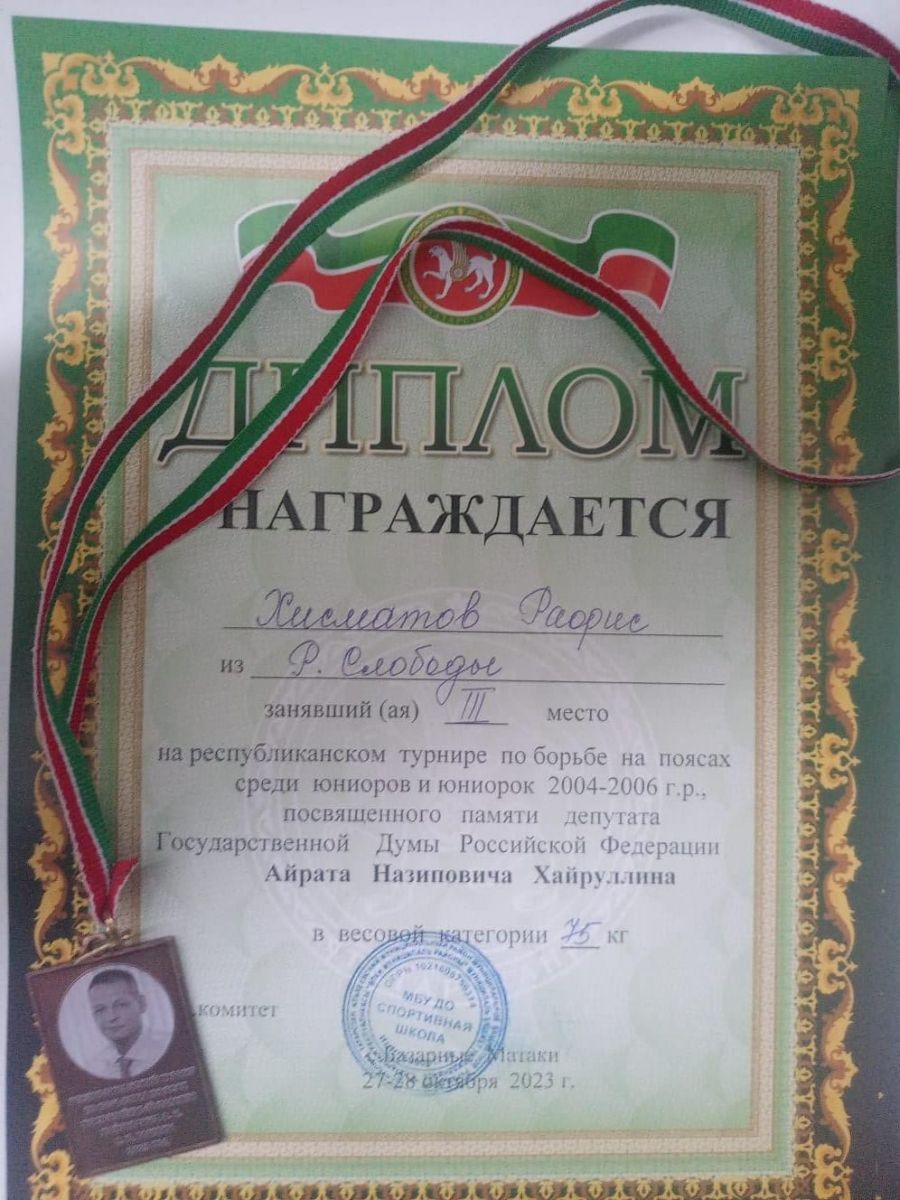 ДИПЛОМ
НАГРАЖДАЕТСЯ
Хисматов Раорис
из Р. Слободы
занявший (ая) III место
на республиканском турнире по борьбе на поясах
среди юниоров и юниорок 2004-2006 г.р.,
посвященного памяти депутата
Государственной Думы Российской Федерации
Айрата Назиповича Хайруллина
в весовой категории 75 кг
комитет
МБУ ДО
СПОРТИВНАЯ
ШКОЛА
с.Базарные Матаки
27-28 октября 2023 г.